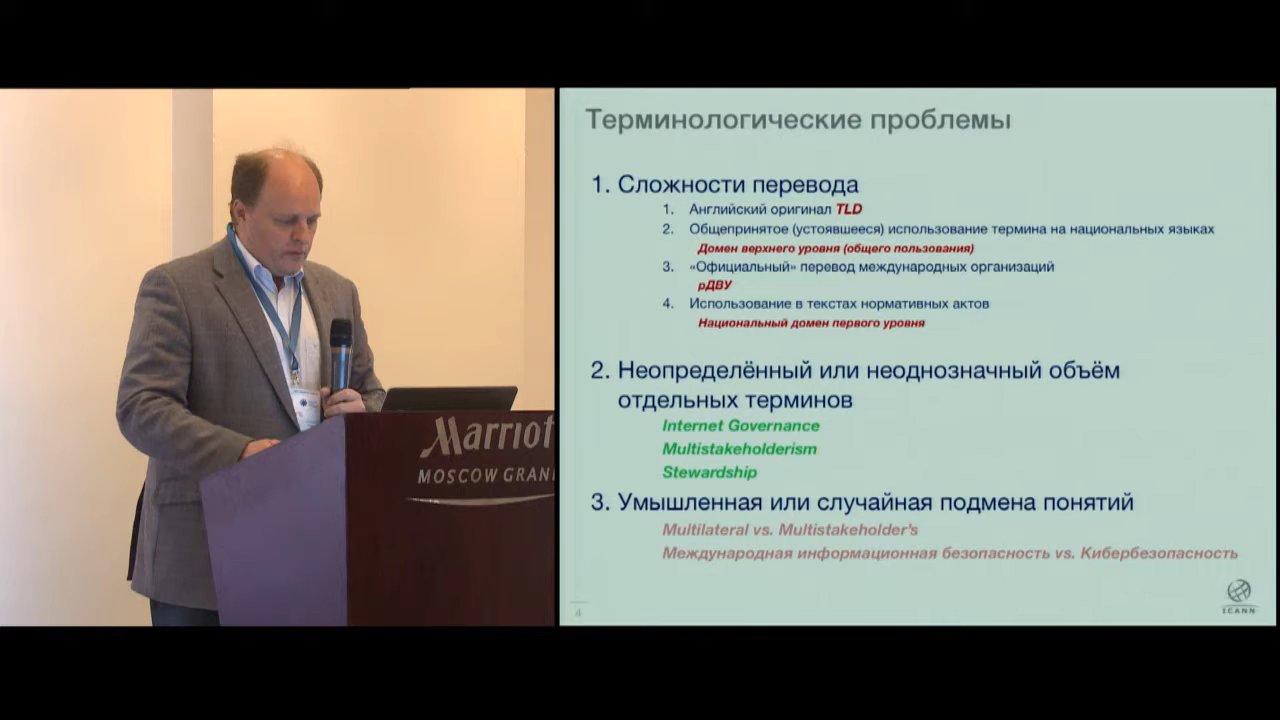 Marriot
MOSCOW GRAN
Терминологические проблемы
1. Сложности перевода
1. Английский оригинал TLD
2. Общепринятое (устоявшееся) использование термина на национальных языках
Домен верхнего уровня (общего пользования)
3. «Официальный» перевод международных организаций
рДВУ
4. Использование в текстах нормативных актов
Национальный домен первого уровня
2. Неопределённый или неоднозначный объём
отдельных терминов
Internet Governance
Multistakeholderism
Stewardship
3. Умышленная или случайная подмена понятий
Multilateral vs. Multistakeholder's
Международная информационная безопасность vs. Кибербезопасность
4
ICANN